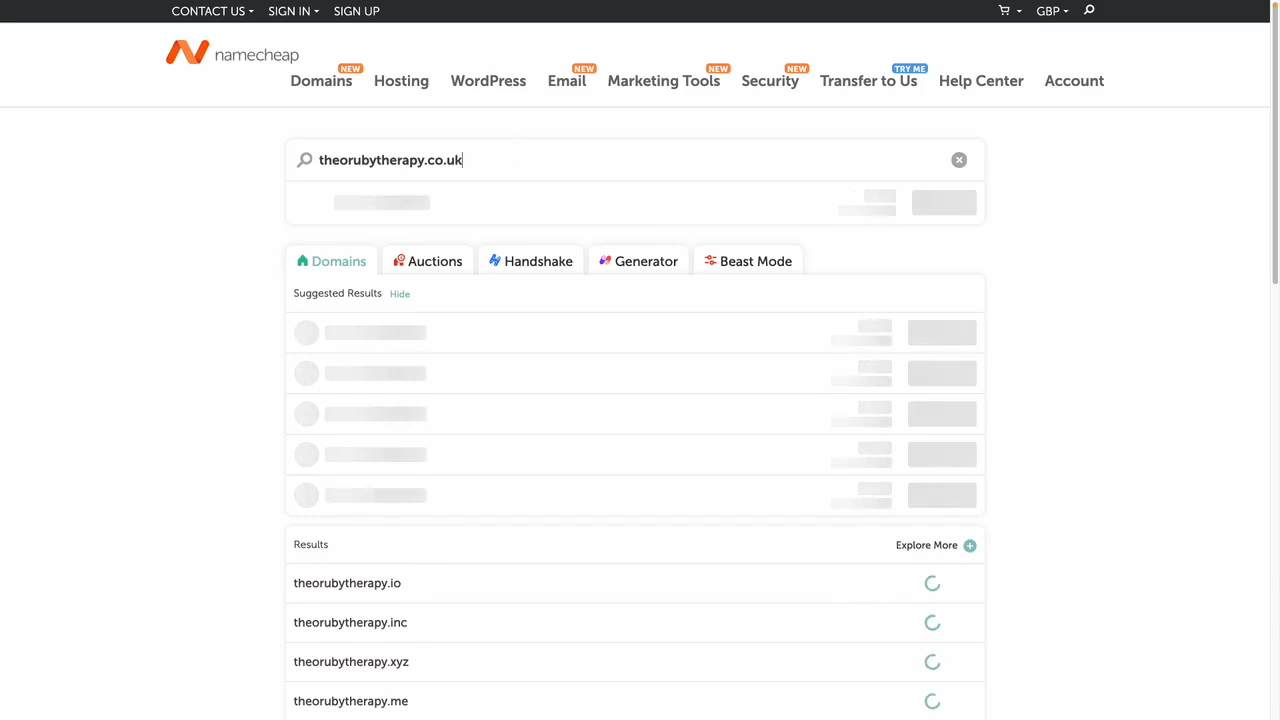 CONTACT US SIGN IN SIGN UP GBP
namecheap
NEW NEW NEW NEW TRY ME
Domains Hosting WordPress Email Marketing Tools Security Transfer to Us Help Center Account
theorubytherapy.co.uk
Domains Auctions Handshake Generator Beast Mode
Suggested Results Hide
Results Explore More
theorubytherapy.io
theorubytherapy.inc
theorubytherapy.xyz
theorubytherapy.me